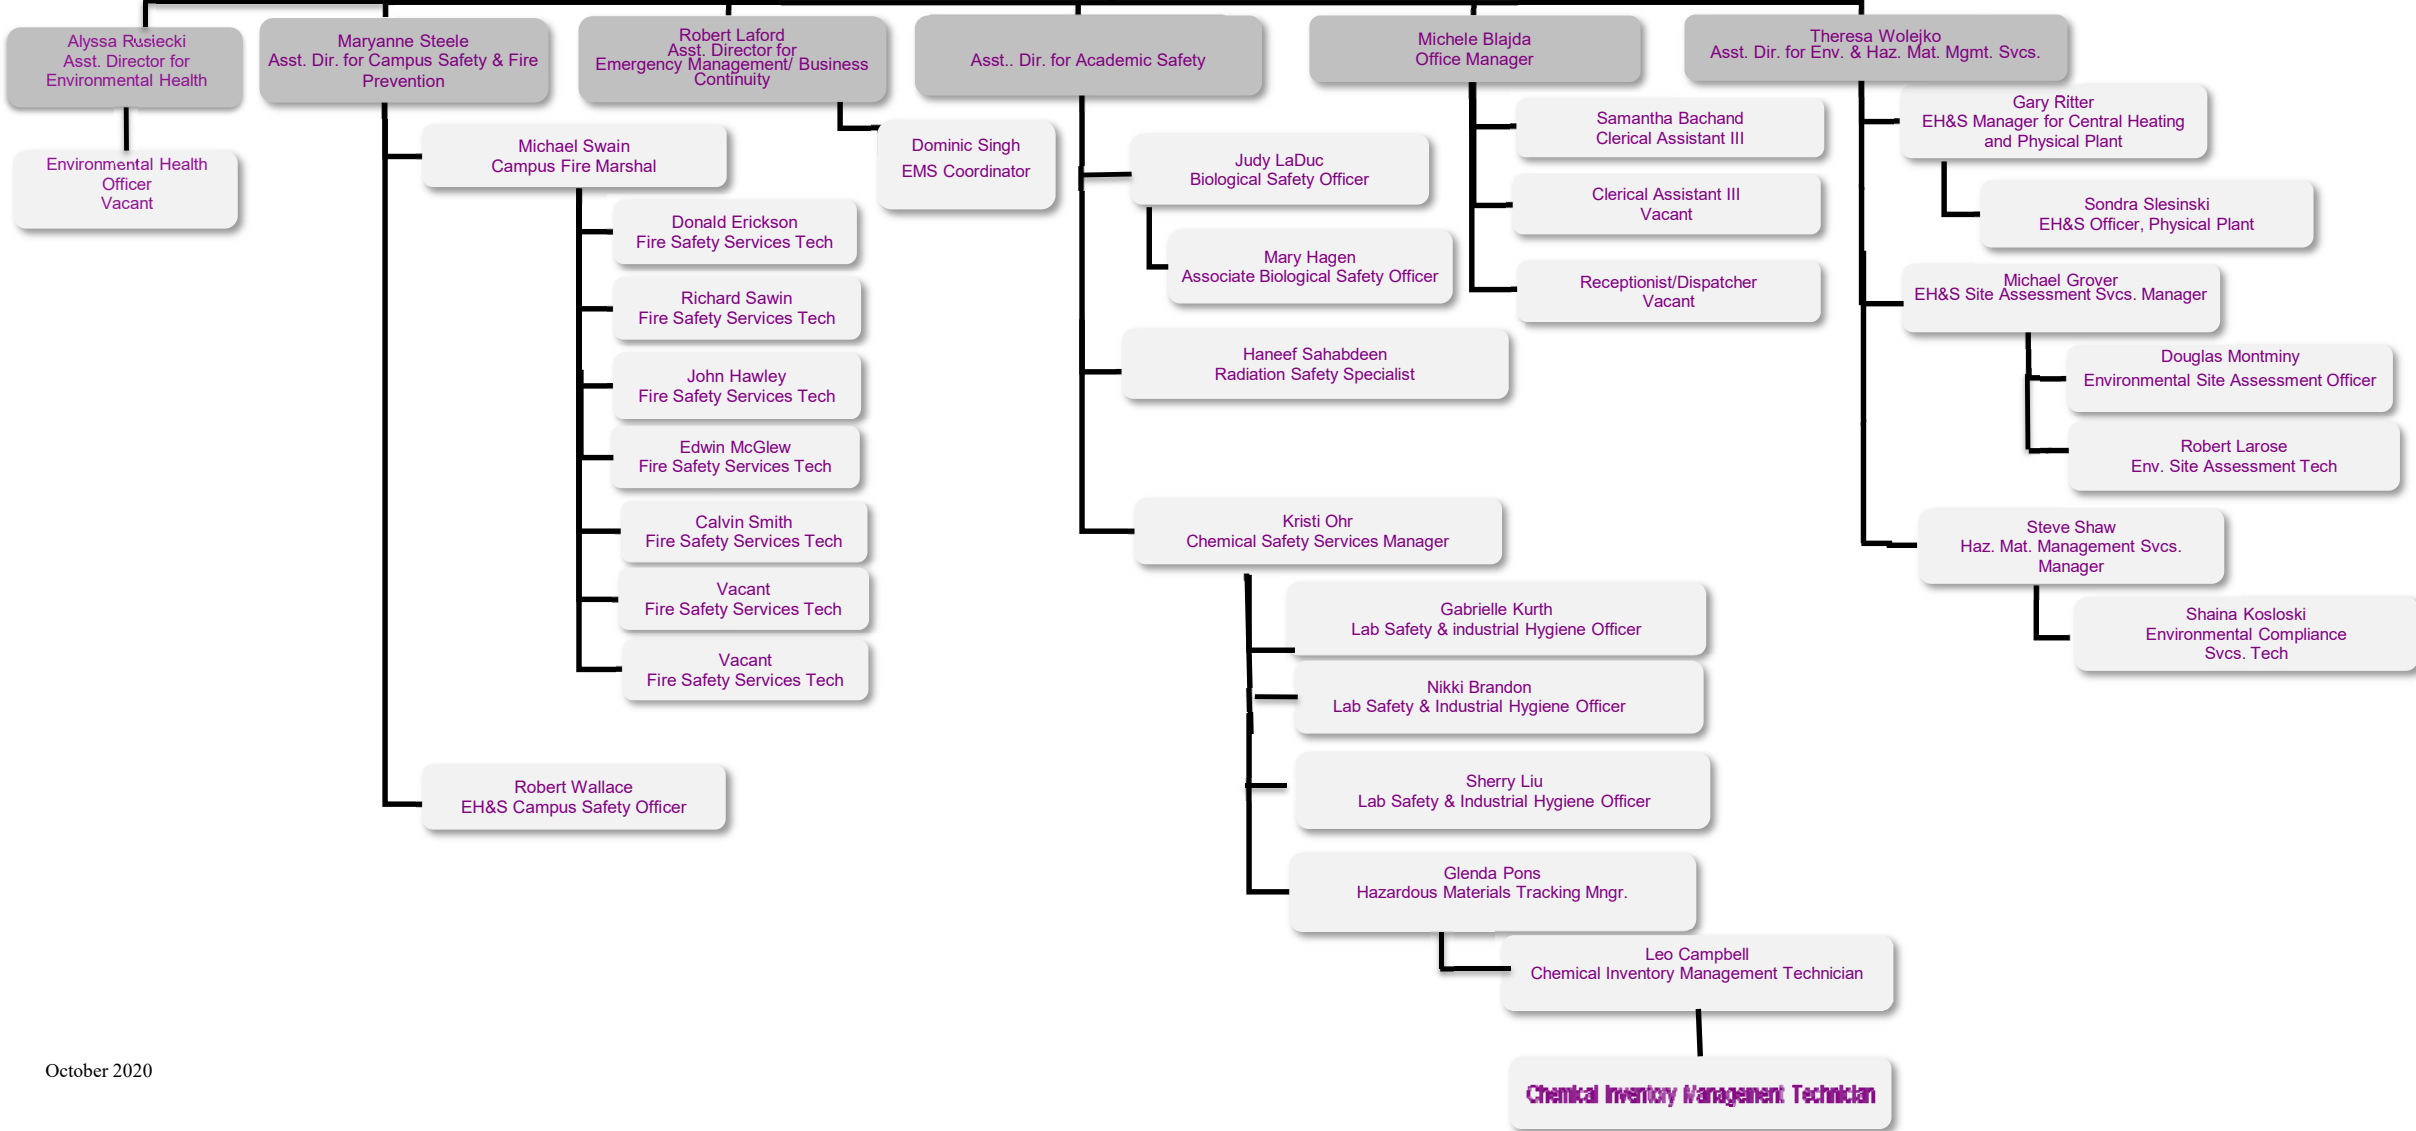 Alyssa Rusiecki
Asst. Director for
Environmental Health
Environmental Health
Officer
Vacant
Maryanne Steele
Asst. Dir. for Campus Safety & Fire
Prevention
Michael Swain
Campus Fire Marshal
Donald Erickson
Fire Safety Services Tech
Richard Sawin
Fire Safety Services Tech
John Hawley
Fire Safety Services Tech
Edwin McGlew
Fire Safety Services Tech
Calvin Smith
Fire Safety Services Tech
Vacant
Fire Safety Services Tech
Vacant
Fire Safety Services Tech
Robert Wallace
EH&S Campus Safety Officer
Robert Laford
Asst. Director for
Emergency Management/ Business
Continuity
Dominic Singh
EMS Coordinator
Asst.. Dir. for Academic Safety
Judy LaDuc
Biological Safety Officer
Mary Hagen
Associate Biological Safety Officer
Haneef Sahabdeen
Radiation Safety Specialist
Kristi Ohr
Chemical Safety Services Manager
Gabrielle Kurth
Lab Safety & industrial Hygiene Officer
Nikki Brandon
Lab Safety & Industrial Hygiene Officer
Sherry Liu
Lab Safety & Industrial Hygiene Officer
Glenda Pons
Hazardous Materials Tracking Mngr.
Leo Campbell
Chemical Inventory Management Technician
Chemical Inventory Management Technician
Michele Blajda
Office Manager
Samantha Bachand
Clerical Assistant III
Clerical Assistant III
Vacant
Receptionist/Dispatcher
Vacant
Theresa Wolejko
Asst. Dir. for Env. & Haz. Mat. Mgmt. Svcs.
Gary Ritter
EH&S Manager for Central Heating
and Physical Plant
Sondra Slesinski
EH&S Officer, Physical Plant
Michael Grover
EH&S Site Assessment Svcs. Manager
Douglas Montminy
Environmental Site Assessment Officer
Robert Larose
Env. Site Assessment Tech
Steve Shaw
Haz. Mat. Management Svcs.
Manager
Shaina Kosloski
Environmental Compliance
Svcs. Tech
October 2020